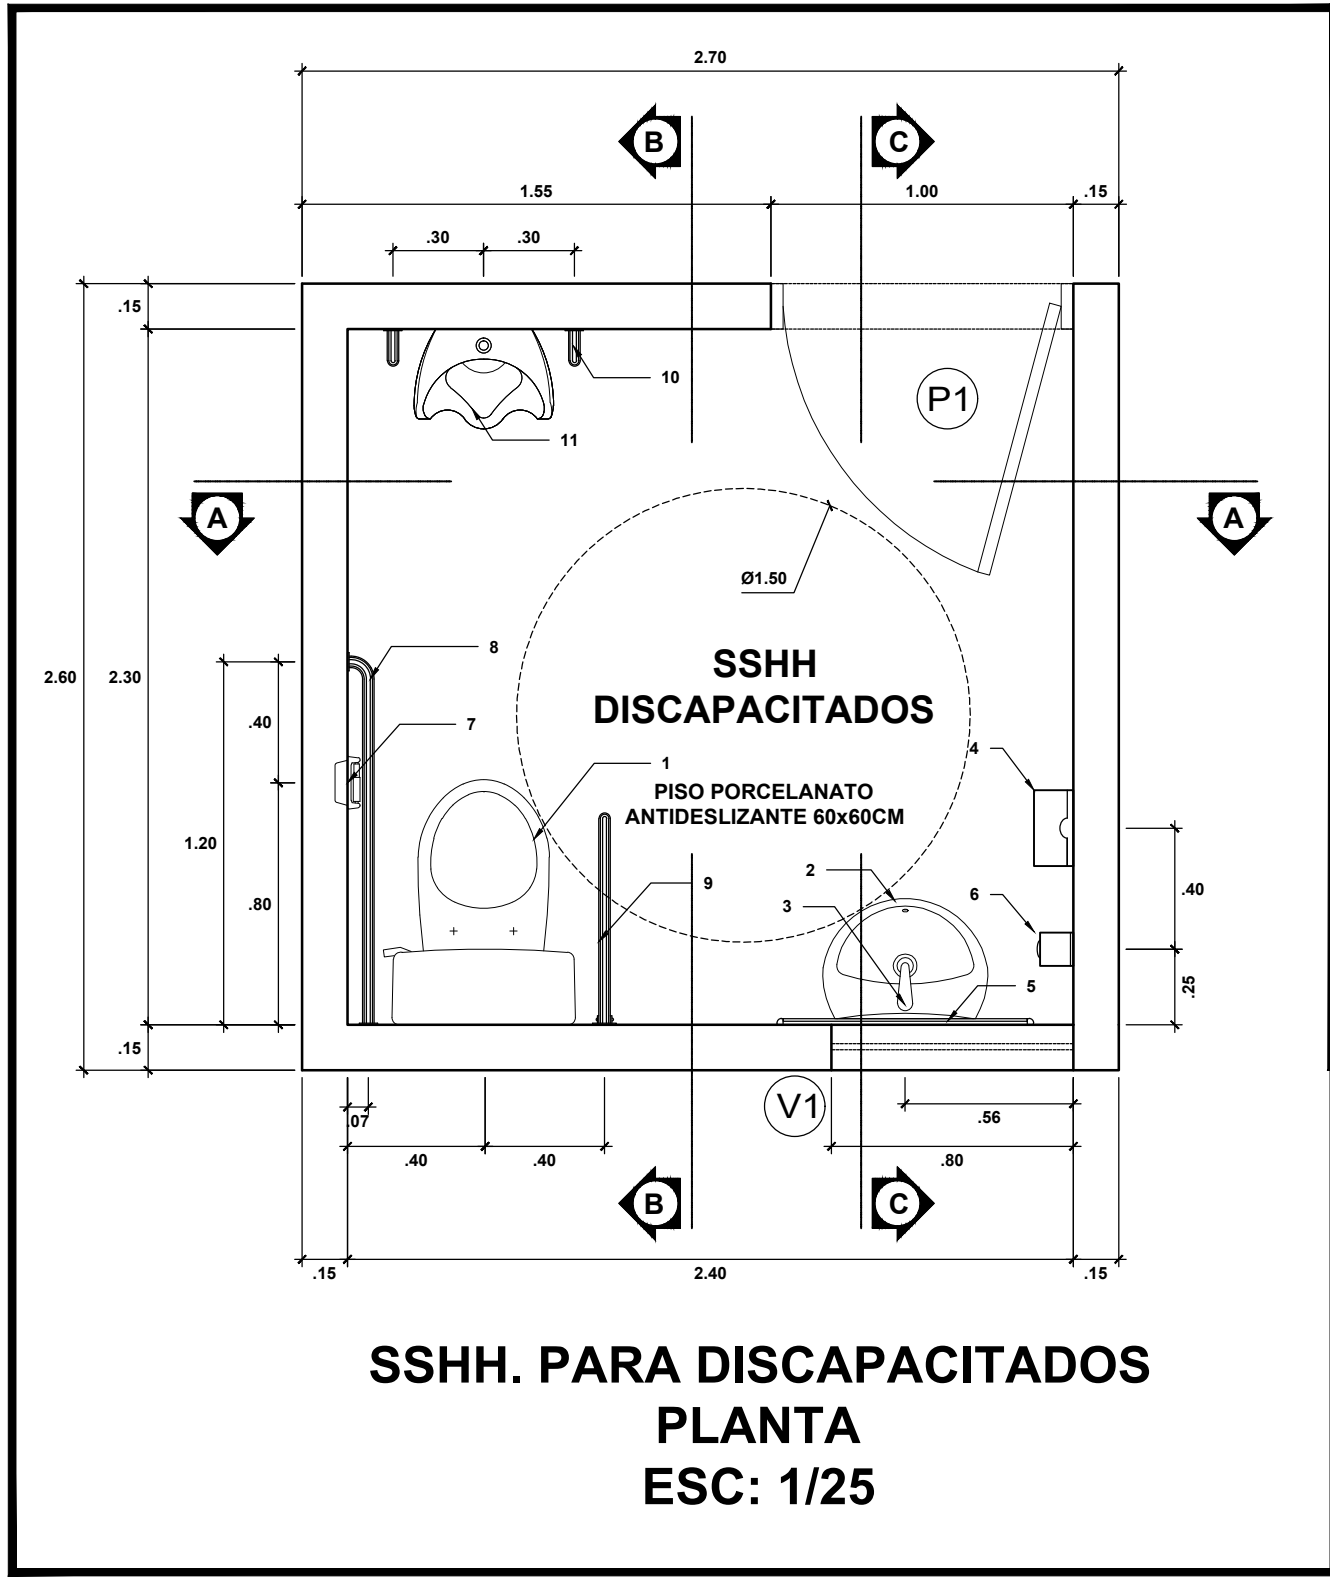 2.70
B
C
1.55
1.00
.15
.30
.30
.15
10
P1
11
A
A
Ø1.50
8
SSHH
DISCAPACITADOS
2.60
2.30
.40
7
1
4
PISO PORCELANATO
ANTIDESLIZANTE 60x60CM
1.20
2
9
.40
.80
3
6
5
.25
.15
V1
.07
.56
.40
.40
.80
B
C
.15
2.40
.15
SSHH. PARA DISCAPACITADOS
PLANTA
ESC: 1/25